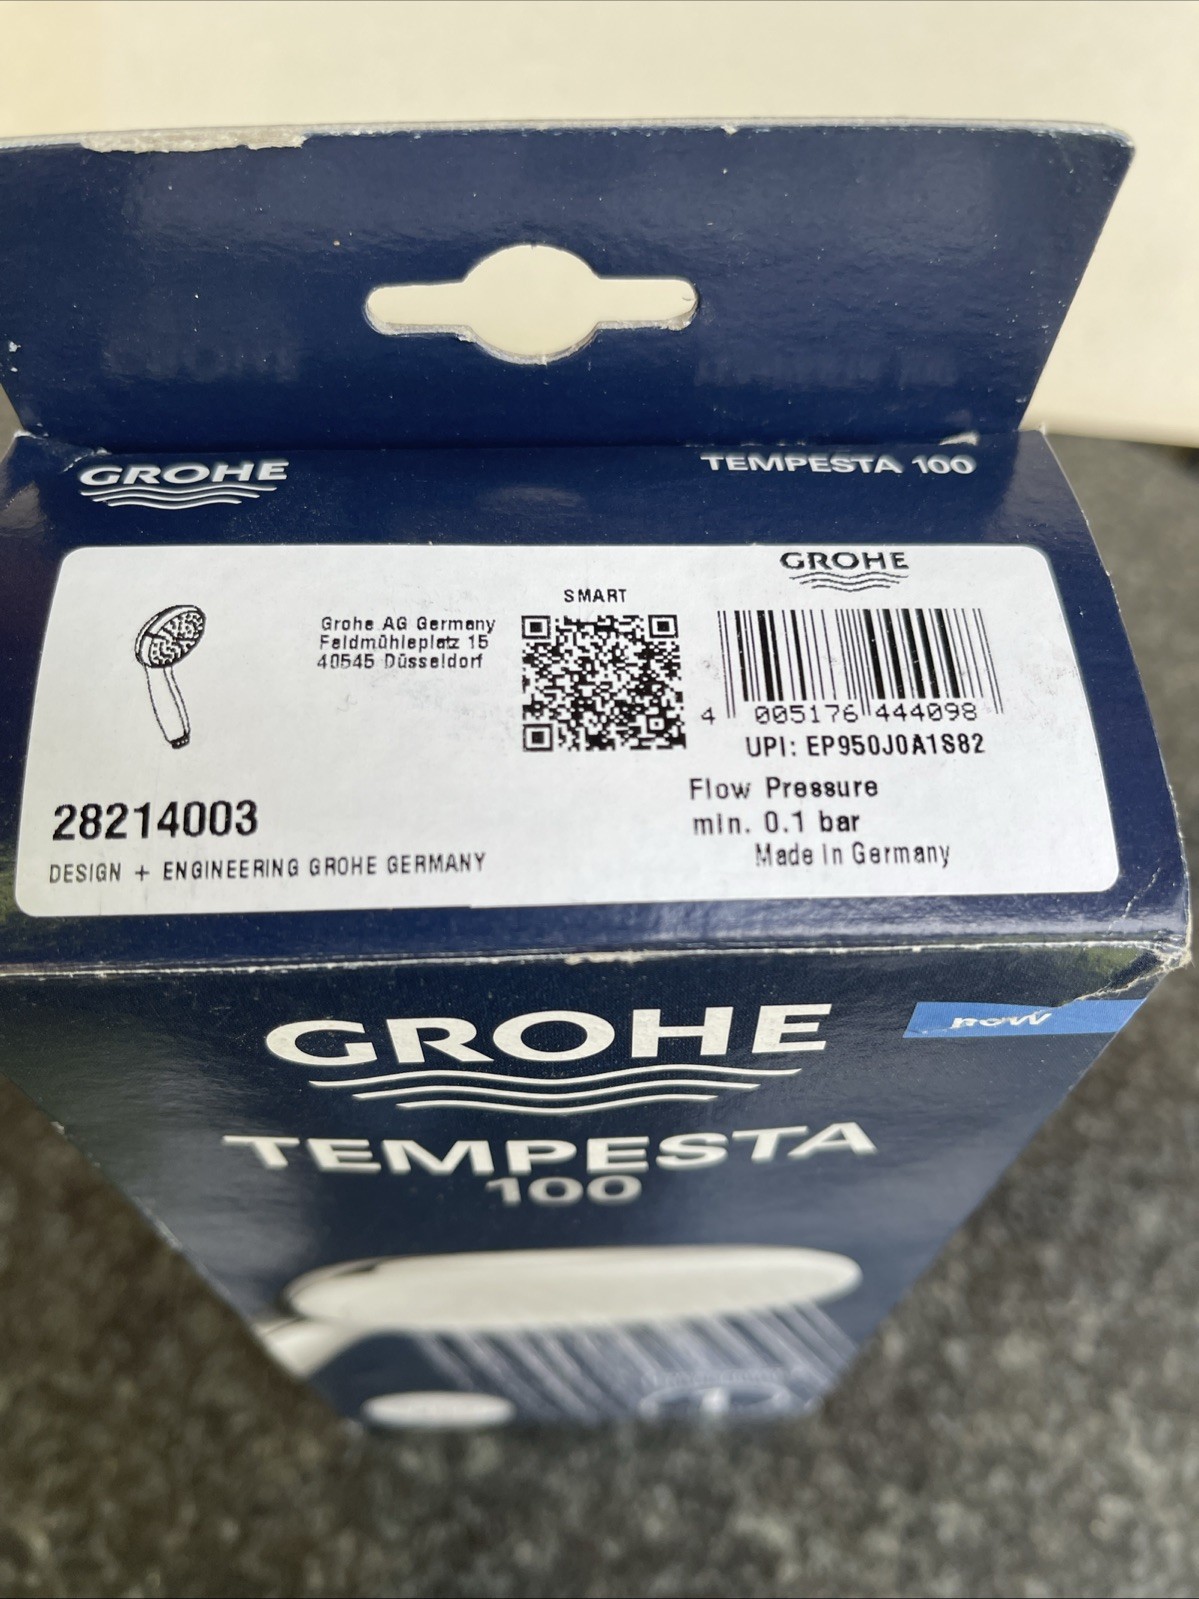 GROHE
TEMPESTA 100
GROHE
SMART
Grohe AG Germany
Feldmühleplatz 15
40545 Düsseldorf
4 005176 444098
UPI: EP950J0A1S82
Flow Pressure
min. 0.1 bar
Made in Germany
28214003
DESIGN + ENGINEERING GROHE GERMANY
GROHE
new
TEMPESTA
100